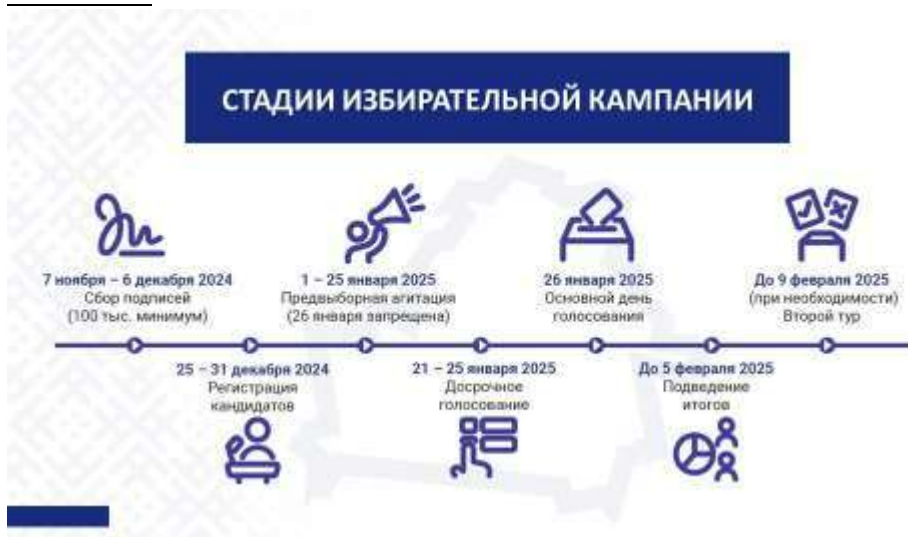 СТАДИИ ИЗБИРАТЕЛЬНОЙ КАМПАНИИ
7 ноября – 6 декабря 2024
Сбор подписей
(100 тыс. минимум)
25 – 31 декабря 2024
Регистрация
кандидатов
1 – 25 января 2025
Предвыборная агитация
(26 января запрещена)
21 – 25 января 2025
Досрочное
голосование
26 января 2025
Основной день
голосования
До 5 февраля 2025
Подведение
итогов
До 9 февраля 2025
(при необходимости)
Второй тур